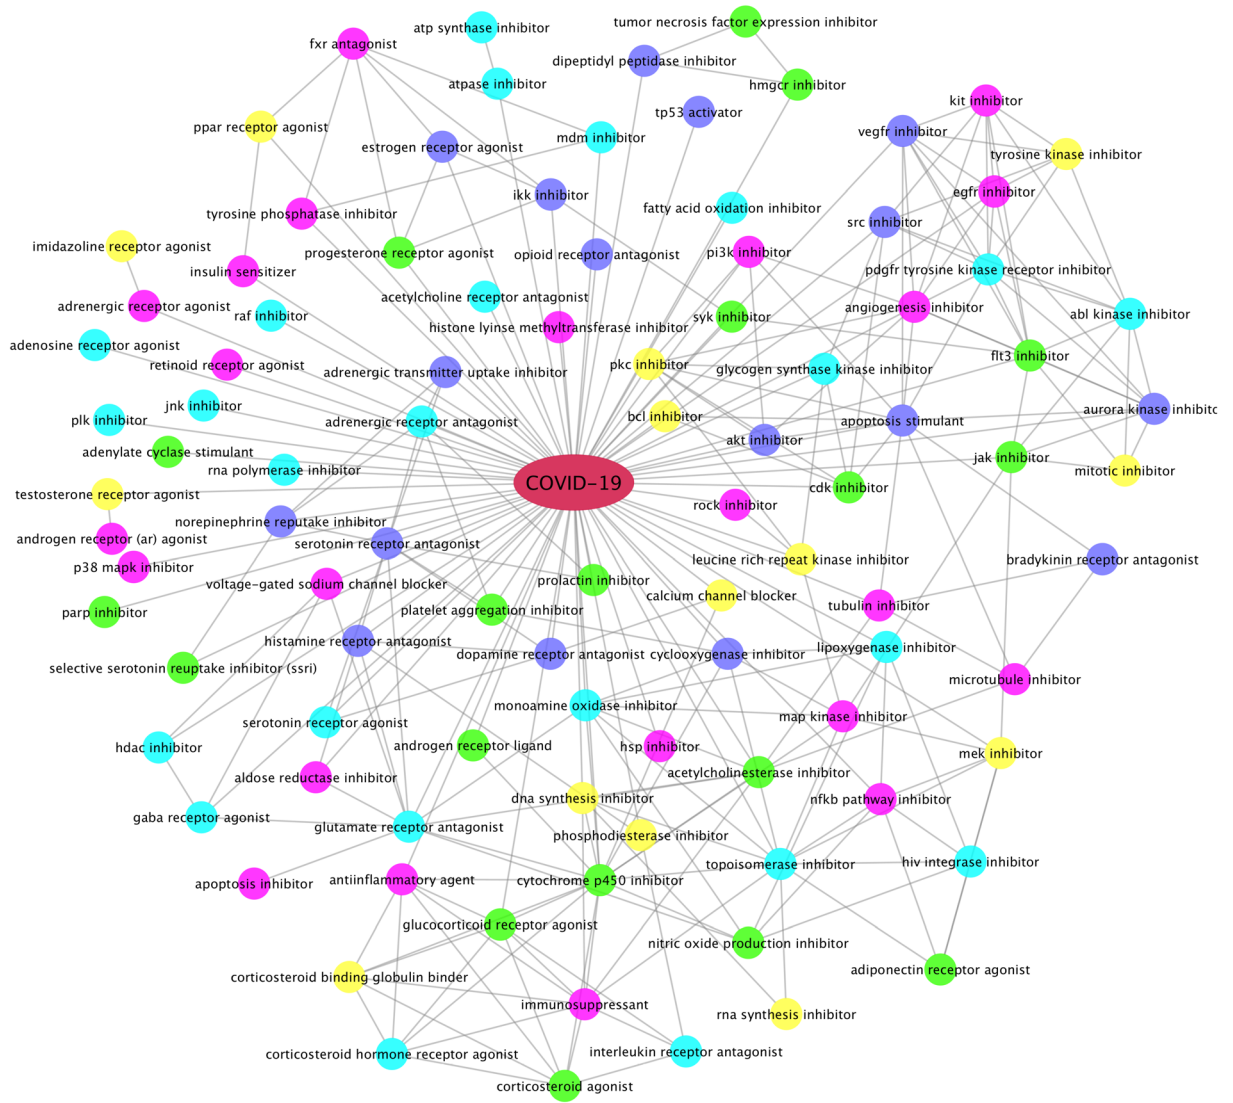 tumor necrosis factor expression inhibitor
atp synthase inhibitor
fxr antagonist
dipeptidyl peptidase inhibitor
atpase inhibitor
hmgcr inhibitor
kit inhibitor
tp53 activator
ppar receptor agonist
vegfr inhibitor
mdm inhibitor
estrogen receptor agonist
tyrosine kinase inhibitor
egfr inhibitor
ikk inhibitor
fatty acid oxidation inhibitor
tyrosine phosphatase inhibitor
src inhibitor
imidazoline receptor agonist
progesterone receptor agonist
opioid receptor antagonist
pi3k inhibitor
insulin sensitizer
pdgfr tyrosine kinase receptor inhibitor
acetylcholine receptor antagonist
adrenergic receptor agonist
angiogenesis inhibitor
raf inhibitor
histone lyinse methyltransferase inhibitor
syk inhibitor
abl kinase inhibitor
adenosine receptor agonist
flt3 inhibitor
retinoid receptor agonist
pkc inhibitor
adrenergic transmitter uptake inhibitor
glycogen synthase kinase inhibitor
jnk inhibitor
aurora kinase inhibitc
plk inhibitor
adrenergic receptor antagonist
bcl inhibitor
apoptosis stimulant
akt inhibitor
adenylate cyclase stimulant
jak inhibitor
rna polymerase inhibitor
mitotic inhibitor
COVID-19
cdk inhibitor
testosterone receptor agonist
rock inhibitor
norepinephrine reputake inhibitor
androgen receptor (ar) agonist
serotonin receptor antagonist
leucine rich repeat kinase inhibitor
bradykinin receptor antagonist
p38 mapk inhibitor
voltage-gated sodium channel blocker
prolactin inhibitor
calcium channel blocker
tubulin inhibitor
parp inhibitor
platelet aggregation inhibitor
histamine receptor antagonist
lipoxygenase inhibitor
dopamine receptor antagonist
cyclooxygenase inhibitor
selective serotonin reuptake inhibitor (ssri)
microtubule inhibitor
monoamine oxidase inhibitor
map kinase inhibitor
serotonin receptor agonist
hdac inhibitor
androgen receptor ligand
hsp inhibitor
mek inhibitor
aldose reductase inhibitor
acetylcholinesterase inhibitor
dna synthesis inhibitor
nfkb pathway inhibitor
gaba receptor agonist
glutamate receptor antagonist
phosphodiesterase inhibitor
topoisomerase inhibitor
hiv integrase inhibitor
apoptosis inhibitor
antiinflammatory agent
cytochrome p450 inhibitor
glucocorticoid receptor agonist
nitric oxide production inhibitor
adiponectin receptor agonist
corticosteroid binding globulin binder
immunosuppressant
rna synthesis inhibitor
corticosteroid hormone receptor agonist
interleukin receptor antagonist
corticosteroid agonist